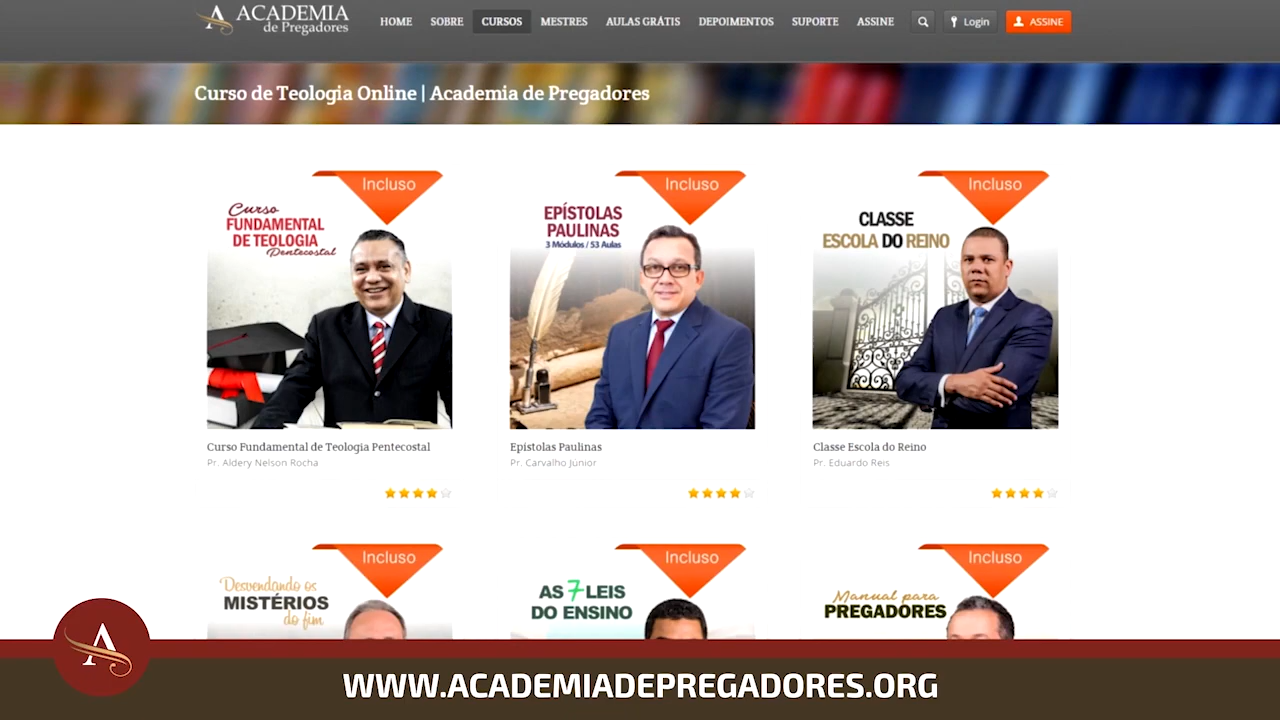 ACADEMIA
de Pregadores
HOME SOBRE CURSOS MESTRES AULAS GRÁTIS DEPOIMENTOS SUPORTE ASSINE Login ASSINE
Curso de Teologia Online | Academia de Pregadores
Incluso
Curso
FUNDAMENTAL
DE TEOLOGIA
Pentecostal
Incluso
EPÍSTOLAS
PAULINAS
3 Módulos / 53 Aulas
Incluso
CLASSE
ESCOLA DO REINO
Curso Fundamental de Teologia Pentecostal
Pr. Aldery Nelson Rocha
Epístolas Paulinas
Pr. Carvalho Junior
Classe Escola do Reino
Pr. Eduardo Reis
Incluso
Desvendando os
MISTÉRIOS
do fim
Incluso
AS 7 LEIS
DO ENSINO
Incluso
Manual para
PREGADORES
A
WWW.ACADEMIADEPREGADORES.ORG